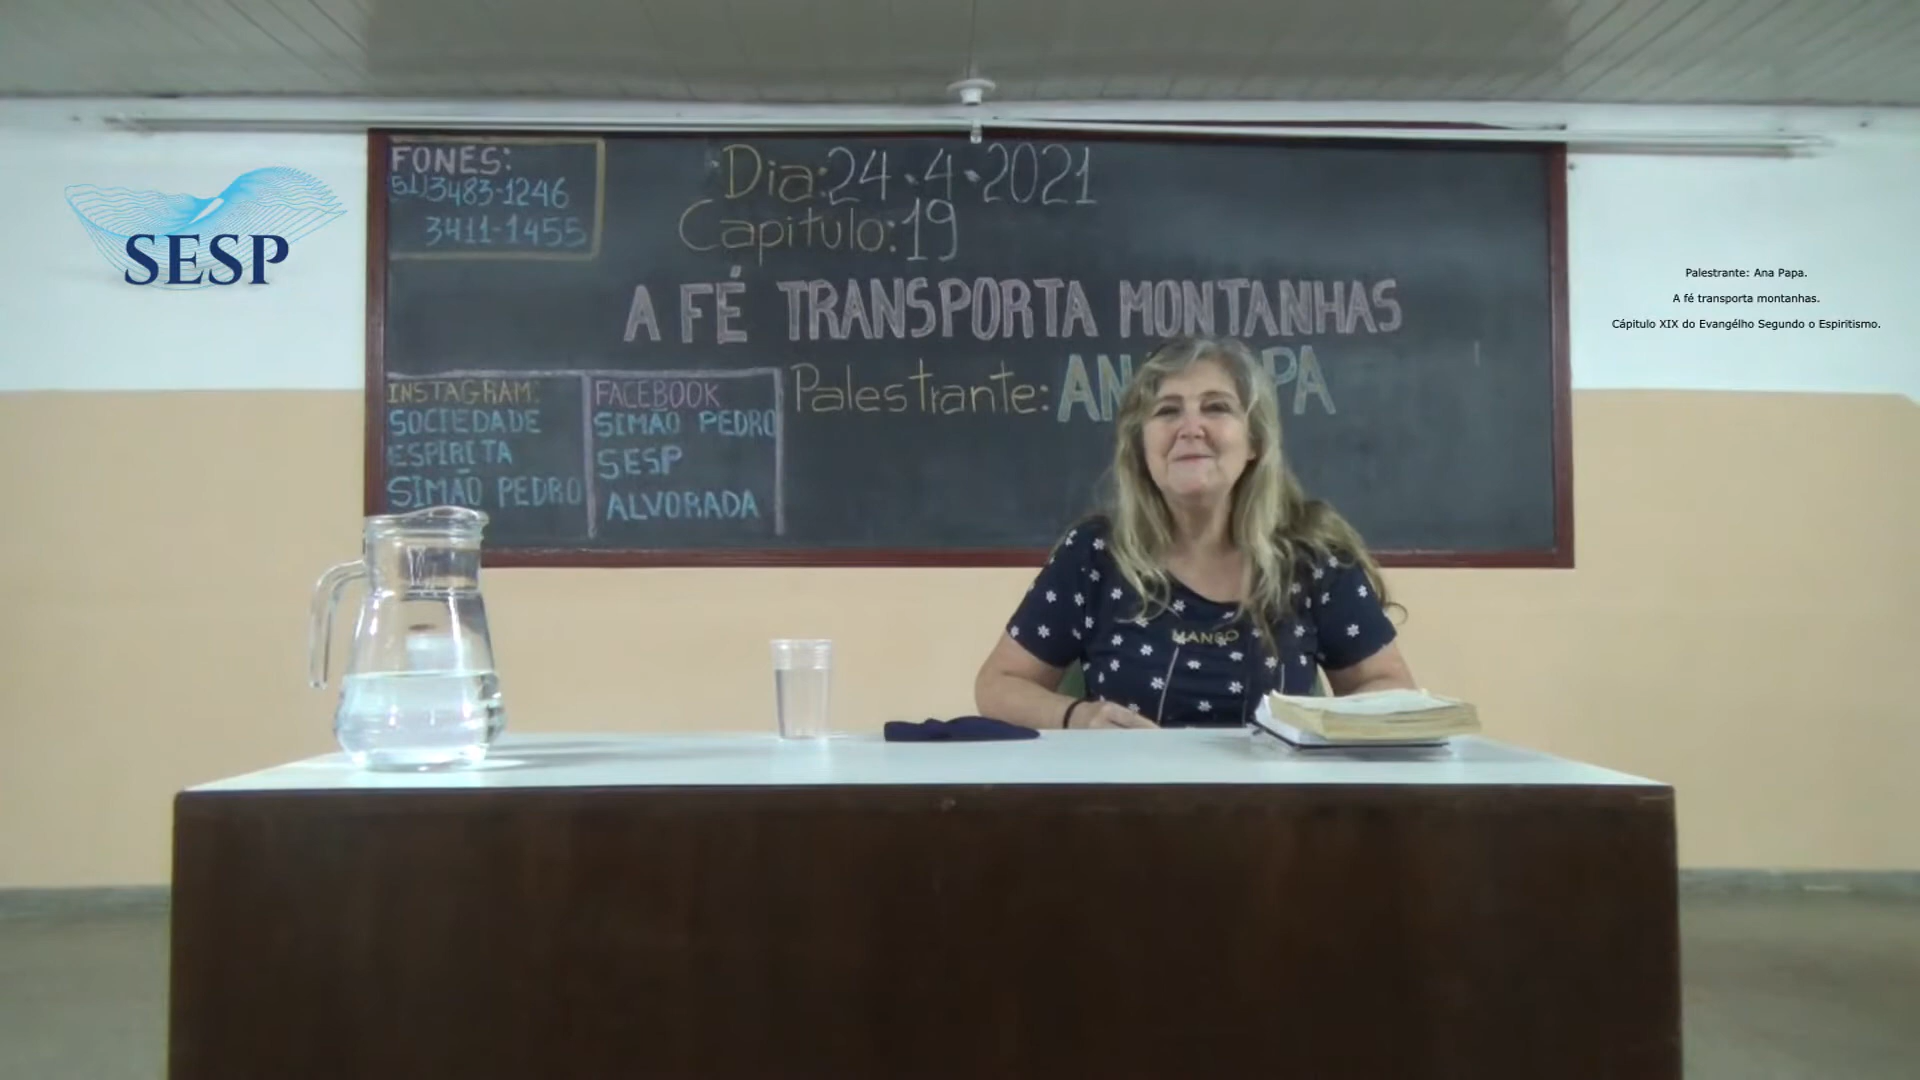 SESP
FONES:
51)3483-1246
3411-1455
Dia:24.4.2021
Capitulo:19
A FÉ TRANSPORTA MONTANHAS
Palestrante: AN PA
INSTAGRAM:
SOCIEDADE
ESPIRITA
SIMÃO PEDRO
FACEBOOK
SIMÃO PEDRO
SESP
ALVORADA
Palestrante: Ana Papa.
A fé transporta montanhas.
Cápitulo XIX do Evangélho Segundo o Espiritismo.
MANGO